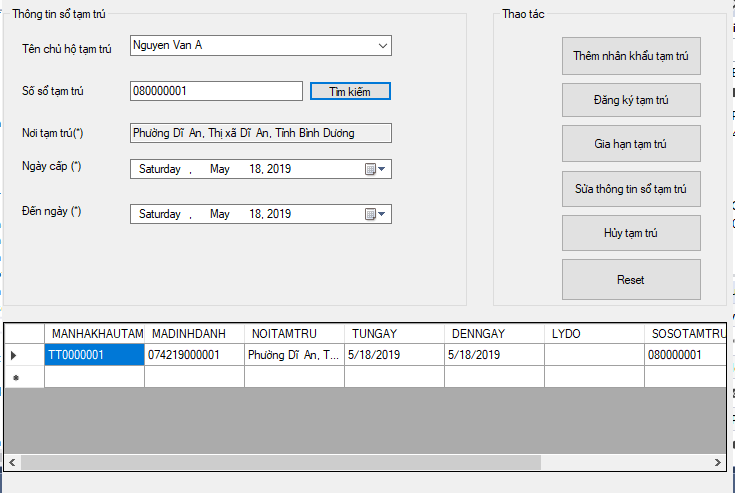 Thông tin sổ tạm trú
Tên chủ hộ tạm trú
Nguyen Van A
Số sổ tạm trú
080000001
Tìm kiếm
Nơi tạm trú(*)
Phường Dĩ An, Thị xã Dĩ An, Tỉnh Bình Dương
Ngày cấp (*)
Saturday , May 18, 2019
Đến ngày (*)
Saturday , May 18, 2019
Thao tác
Thêm nhân khẩu tạm trú
Đăng ký tạm trú
Gia hạn tạm trú
Sửa thông tin sổ tạm trú
Hủy tạm trú
Reset
MANHAKHAUTAM MADINHDANH NOITAMTRU TUNGAY DENNGAY LYDO SOSOTAMTRU
TT0000001 074219000001 Phường Dĩ An, T... 5/18/2019 5/18/2019 080000001